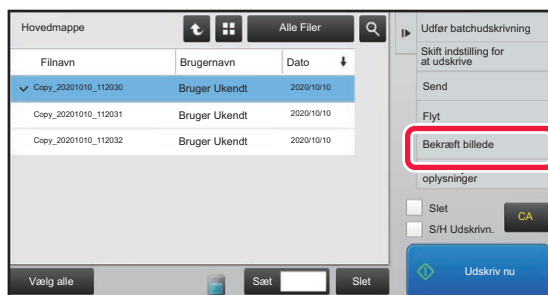 Hovedmappe
Alle Filer
Filnavn Brugernavn Dato
Copy_20201010_112030 Bruger Ukendt 2020/10/10
Copy_20201010_112031 Bruger Ukendt 2020/10/10
Copy_20201010_112032 Bruger Ukendt 2020/10/10
Vælg alle
Sæt
Slet
Udfør batchudskrivning
Skift indstilling for
at udskrive
Send
Flyt
Bekræft billede
oplysninger
Slet
S/H Udskrivn.
CA
Udskriv nu